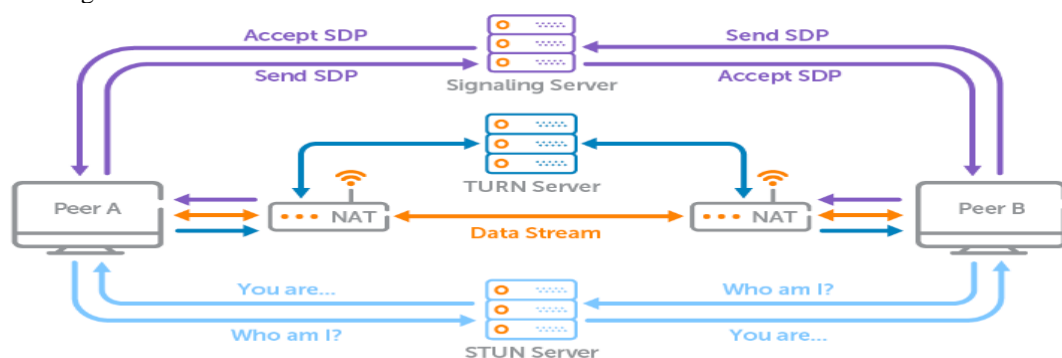 Accept SDP
Send SDP
Send SDP
Accept SDP
Signaling Server
TURN Server
Peer A
NAT
Data Stream
NAT
Peer B
You are...
Who am I?
Who am I?
You are...
STUN Server